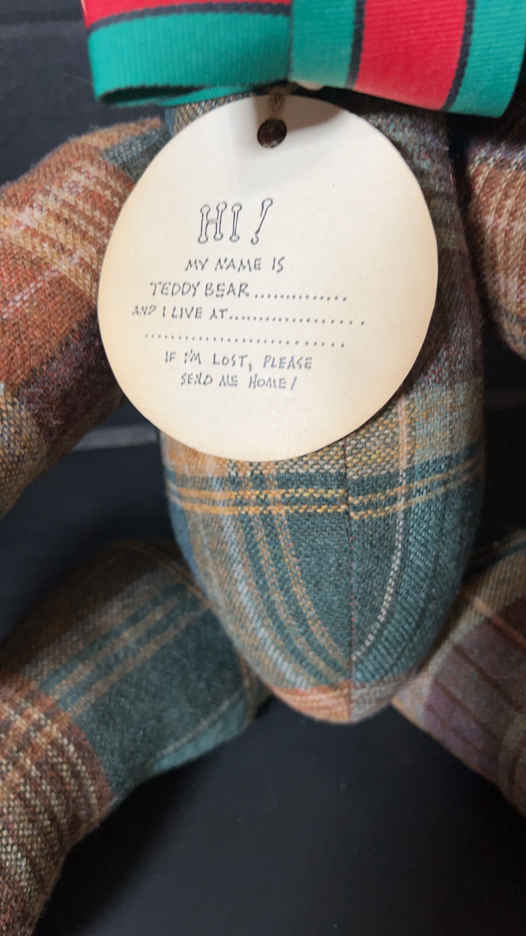 HI!
MY NAME IS
TEDDY BEAR..............
AND I LIVE AT....................
.............................
IF I'M LOST, PLEASE
SEND ME HOME!